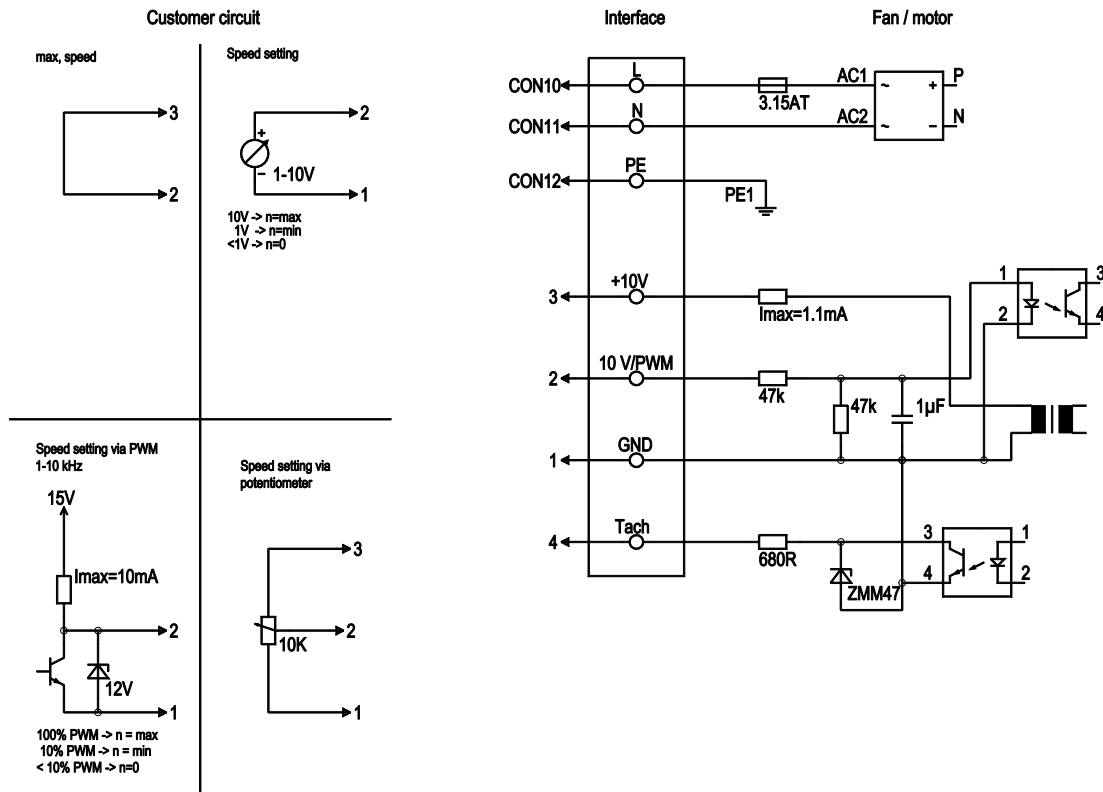 Customer circuit
Interface
Fan / motor
max, speed
3
2
Speed setting
2
+
−
1-10V
1
10V -> n=max
1V -> n=min
<1V -> n=0
Speed setting via PWM
1-10 kHz
15V
Imax=10mA
2
12V
1
100% PWM -> n = max
10% PWM -> n = min
< 10% PWM -> n=0
Speed setting via
potentiometer
3
2
10K
1
CON10
L
3.15AT
AC1
~
+
P
CON11
N
AC2
~
−
N
CON12
PE
PE1
3
+10V
Imax=1.1mA
1
3
2
4
2
10 V/PWM
47k
47k
1µF
1
GND
4
Tach
680R
ZMM47
3
1
4
2